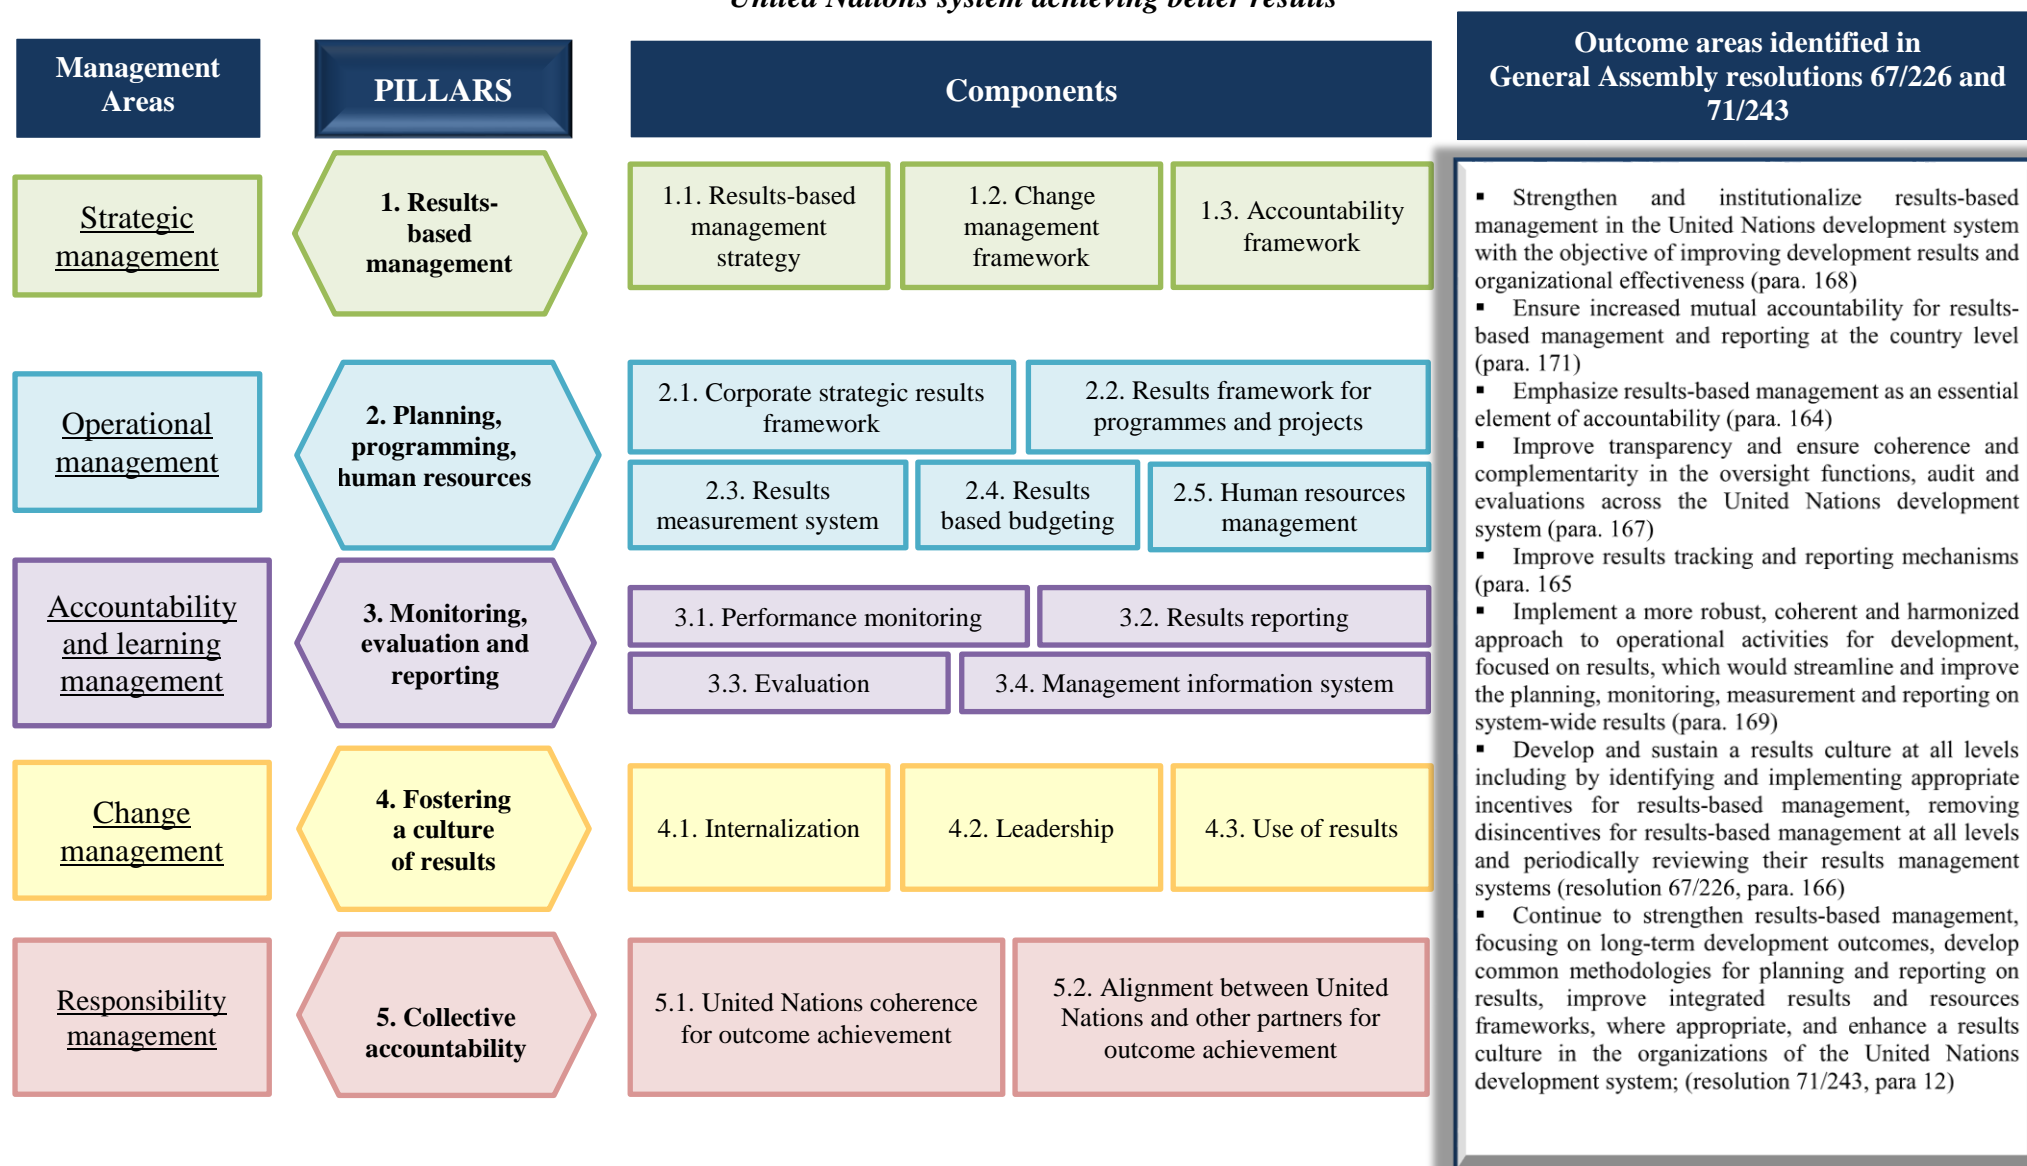 United Nations system achieving better results
Management
Areas
PILLARS
Components
Outcome areas identified in
General Assembly resolutions 67/226 and
71/243
Strategic
management
1. Results-
based
management
1.1. Results-based
management
strategy
1.2. Change
management
framework
1.3. Accountability
framework
Operational
management
2. Planning,
programming,
human resources
2.1. Corporate strategic results
framework
2.2. Results framework for
programmes and projects
2.3. Results
measurement system
2.4. Results
based budgeting
2.5. Human resources
management
Accountability
and learning
management
3. Monitoring,
evaluation and
reporting
3.1. Performance monitoring
3.2. Results reporting
3.3. Evaluation
3.4. Management information system
Change
management
4. Fostering
a culture
of results
4.1. Internalization
4.2. Leadership
4.3. Use of results
Responsibility
management
5. Collective
accountability
5.1. United Nations coherence
for outcome achievement
5.2. Alignment between United
Nations and other partners for
outcome achievement
▪ Strengthen and institutionalize results-based
management in the United Nations development system
with the objective of improving development results and
organizational effectiveness (para. 168)
▪ Ensure increased mutual accountability for results-
based management and reporting at the country level
(para. 171)
▪ Emphasize results-based management as an essential
element of accountability (para. 164)
▪ Improve transparency and ensure coherence and
complementarity in the oversight functions, audit and
evaluations across the United Nations development
system (para. 167)
▪ Improve results tracking and reporting mechanisms
(para. 165
▪ Implement a more robust, coherent and harmonized
approach to operational activities for development,
focused on results, which would streamline and improve
the planning, monitoring, measurement and reporting on
system-wide results (para. 169)
▪ Develop and sustain a results culture at all levels
including by identifying and implementing appropriate
incentives for results-based management, removing
disincentives for results-based management at all levels
and periodically reviewing their results management
systems (resolution 67/226, para. 166)
▪ Continue to strengthen results-based management,
focusing on long-term development outcomes, develop
common methodologies for planning and reporting on
results, improve integrated results and resources
frameworks, where appropriate, and enhance a results
culture in the organizations of the United Nations
development system; (resolution 71/243, para 12)